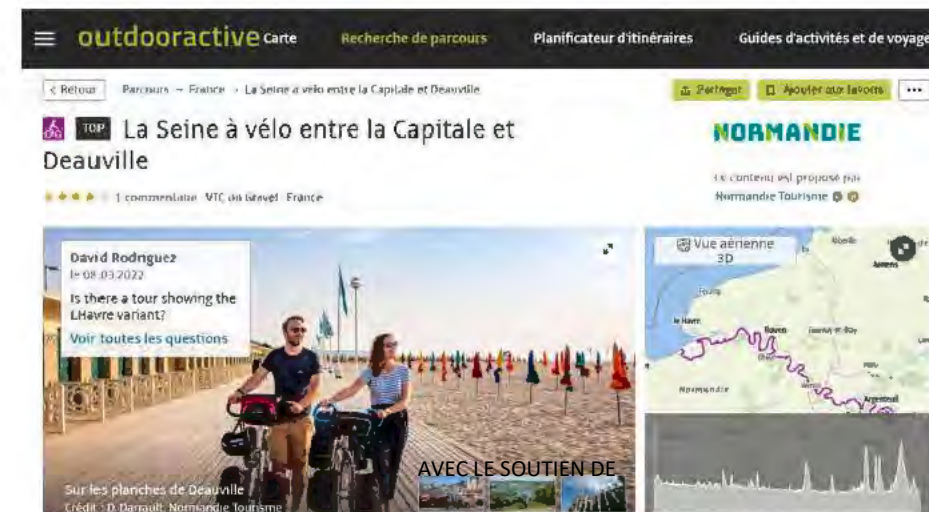 outdooractive Carte Recherche de parcours Planificateur d'itinéraires Guides d'activités et de voyage
< Retour Parcours France La Seine à vélo entre la Capitale et Deauville
Partager Ajouter aux favoris ...
TOP La Seine à vélo entre la Capitale et
Deauville
1 commentaire VTC ou Gravel France
NORMANDIE
Le contenu est proposé par
Normandie Tourisme
David Rodriguez
le 08.03.2022
Is there a tour showing the
LHavre variant?
Voir toutes les questions
AVEC LE SOUTIEN DE
Sur les planches de Deauville
Crédit : D. Darrault, Normandie Tourisme
Vue aérienne
3D
Amiens
le Havre
Rouen
Normandie
Argenteuil